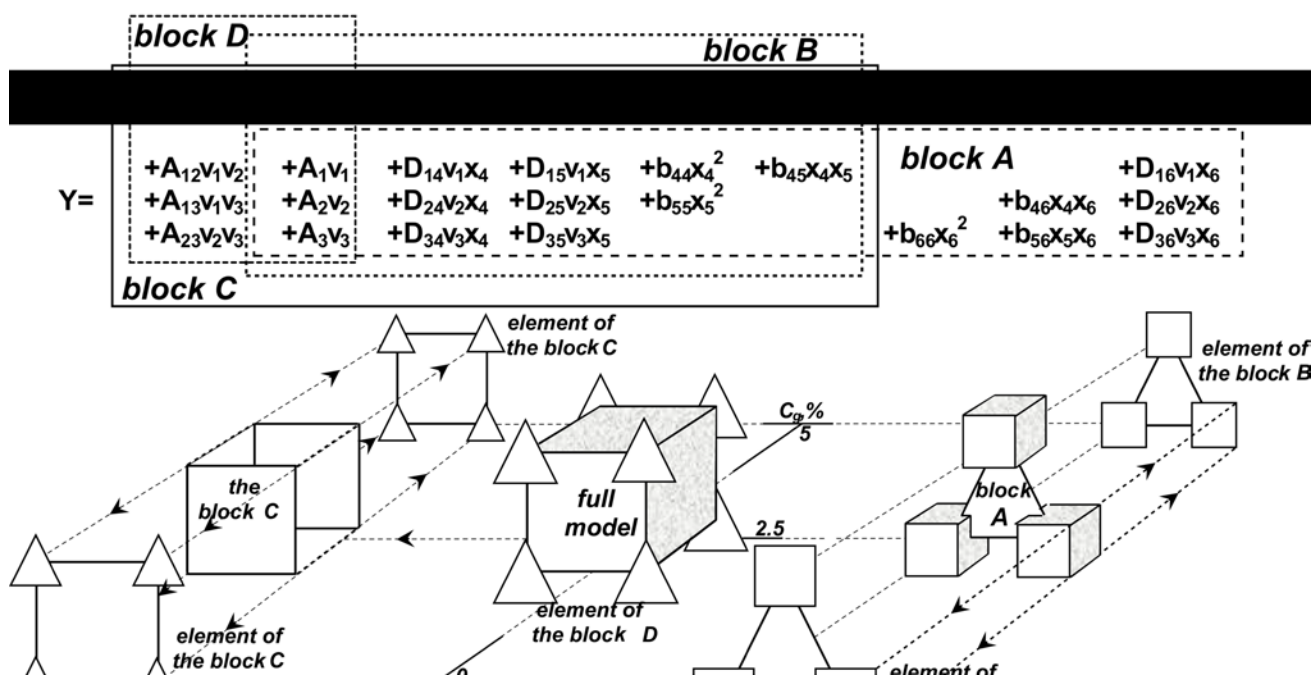 block D
block B
+A₁₂v₁v₂ +A₁v₁ +D₁₄v₁x₄ +D₁₅v₁x₅ +b₄₄x₄² +b₄₅x₄x₅ block A +D₁₆v₁x₆
Y= +A₁₃v₁v₃ +A₂v₂ +D₂₄v₂x₄ +D₂₅v₂x₅ +b₅₅x₅² +b₄₆x₄x₆ +D₂₆v₂x₆
+A₂₃v₂v₃ +A₃v₃ +D₃₄v₃x₄ +D₃₅v₃x₅ +b₆₆x₆² +b₅₆x₅x₆ +D₃₆v₃x₆
block C
element of
the block C
element of
the block B
C₉,%
5
the
block C
full
model
block
A
2.5
element of
the block D
element of
the block C
0
element of